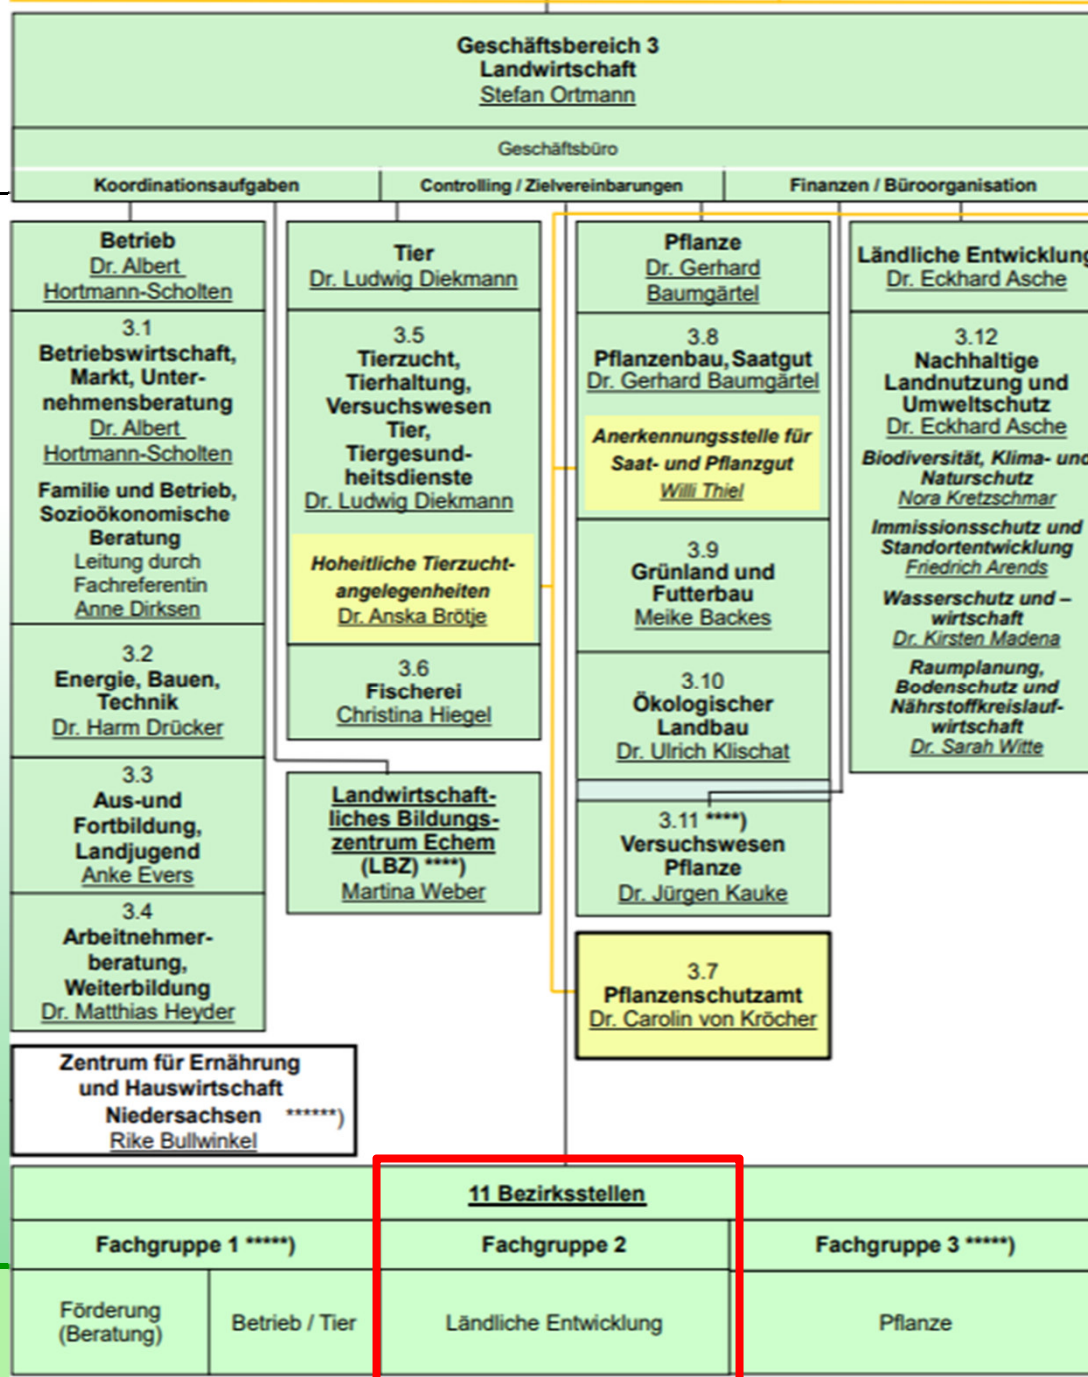 Geschäftsbereich 3
Landwirtschaft
Stefan Ortmann
Geschäftsbüro
Koordinationsaufgaben
Controlling / Zielvereinbarungen
Finanzen / Büroorganisation
Betrieb
Dr. Albert
Hortmann-Scholten
3.1
Betriebswirtschaft,
Markt, Unter-
nehmensberatung
Dr. Albert
Hortmann-Scholten
Familie und Betrieb,
Sozioökonomische
Beratung
Leitung durch
Fachreferentin
Anne Dirksen
3.2
Energie, Bauen,
Technik
Dr. Harm Drücker
3.3
Aus-und
Fortbildung,
Landjugend
Anke Evers
3.4
Arbeitnehmer-
beratung,
Weiterbildung
Dr. Matthias Heyder
Zentrum für Ernährung
und Hauswirtschaft
Niedersachsen ******)
Rike Bullwinkel
Tier
Dr. Ludwig Diekmann
3.5
Tierzucht,
Tierhaltung,
Versuchswesen
Tier,
Tiergesund-
heitsdienste
Dr. Ludwig Diekmann
Hoheitliche Tierzucht-
angelegenheiten
Dr. Anska Brötje
3.6
Fischerei
Christina Hiegel
Landwirtschaft-
liches Bildungs-
zentrum Echem
(LBZ) ****)
Martina Weber
Pflanze
Dr. Gerhard
Baumgärtel
3.8
Pflanzenbau, Saatgut
Dr. Gerhard Baumgärtel
Anerkennungsstelle für
Saat- und Pflanzgut
Willi Thiel
3.9
Grünland und
Futterbau
Meike Backes
3.10
Ökologischer
Landbau
Dr. Ulrich Klischat
3.11 ****)
Versuchswesen
Pflanze
Dr. Jürgen Kauke
3.7
Pflanzenschutzamt
Dr. Carolin von Kröcher
Ländliche Entwicklung
Dr. Eckhard Asche
3.12
Nachhaltige
Landnutzung und
Umweltschutz
Dr. Eckhard Asche
Biodiversität, Klima- und
Naturschutz
Nora Kretzschmar
Immissionsschutz und
Standortentwicklung
Friedrich Arends
Wasserschutz und –
wirtschaft
Dr. Kirsten Madena
Raumplanung,
Bodenschutz und
Nährstoffkreislauf-
wirtschaft
Dr. Sarah Witte
11 Bezirksstellen
Fachgruppe 1 *****)
Fachgruppe 2
Fachgruppe 3 *****)
Förderung
(Beratung)
Betrieb / Tier
Ländliche Entwicklung
Pflanze